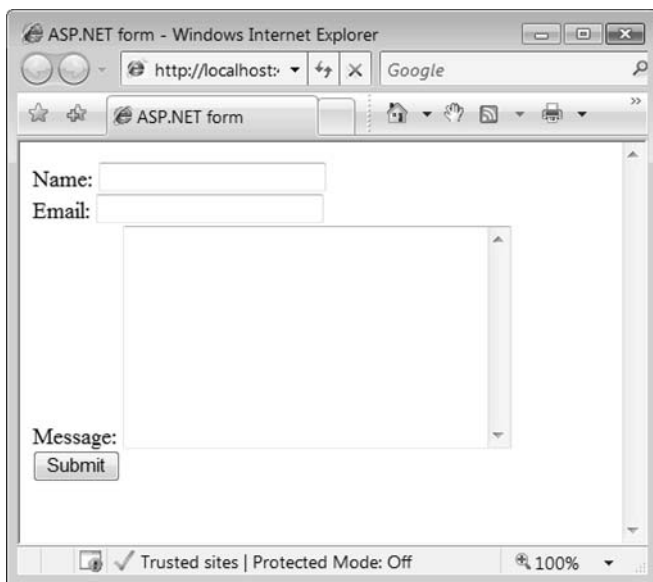 ASP.NET form - Windows Internet Explorer
http://localhost:
Google
ASP.NET form
Name:
Email:
Message:
Submit
Trusted sites | Protected Mode: Off
100%